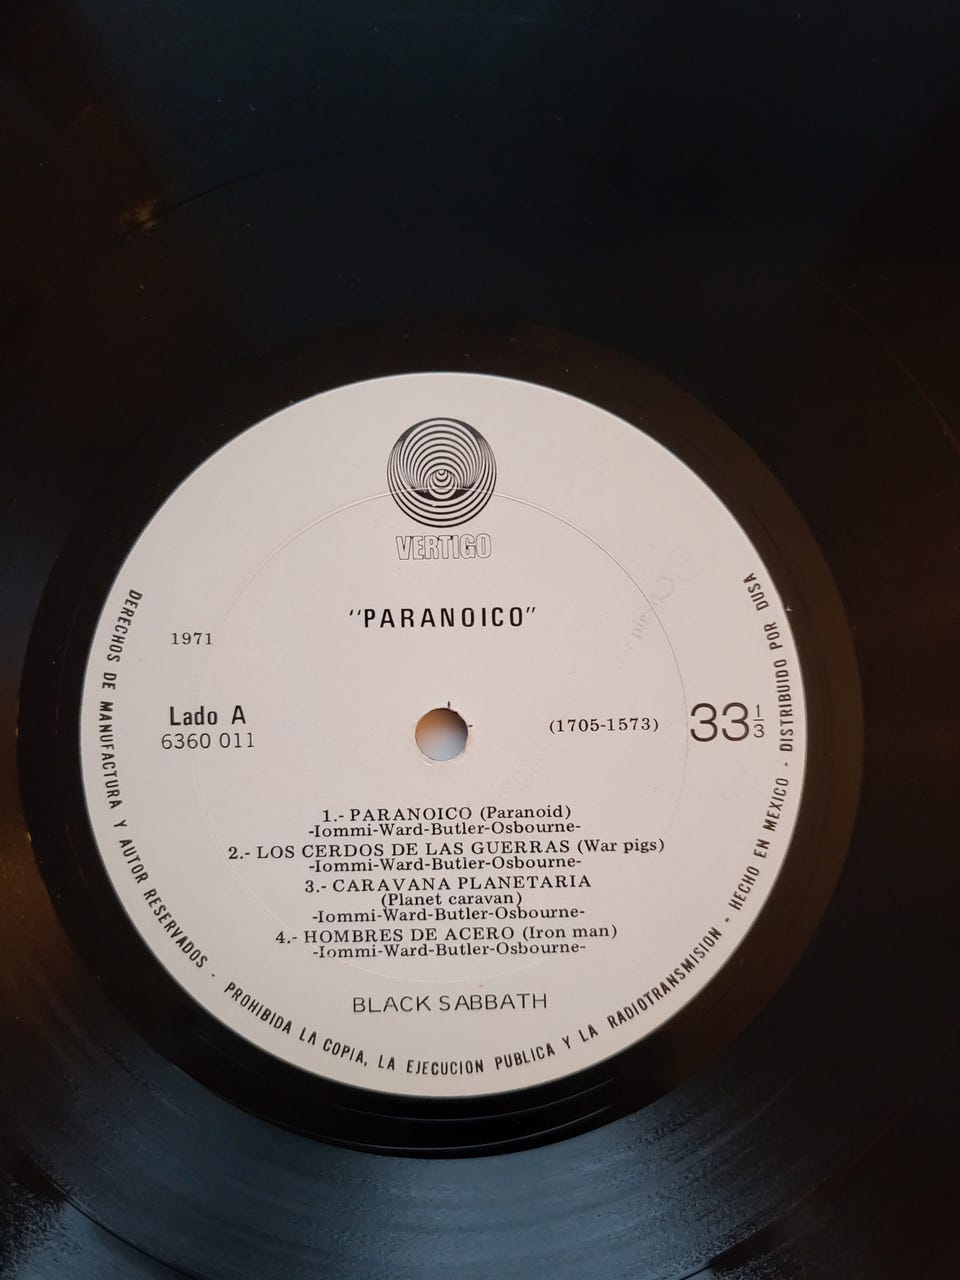 VERTIGO
"PARANOICO"
1971
Lado A
6360 011
(1705-1573)
33 1/3
1.- PARANOICO (Paranoid)
-Iommi-Ward-Butler-Osbourne-
2.- LOS CERDOS DE LAS GUERRAS (War pigs)
-Iommi-Ward-Butler-Osbourne-
3.- CARAVANA PLANETARIA
(Planet caravan)
-Iommi-Ward-Butler-Osbourne-
4.- HOMBRES DE ACERO (Iron man)
-Iommi-Ward-Butler-Osbourne-
BLACK SABBATH
DERECHOS DE MANUFACTURA Y AUTOR RESERVADOS - PROHIBIDA LA COPIA, LA EJECUCION PUBLICA Y LA RADIOTRANSMISION - HECHO EN MEXICO - DISTRIBUIDO POR DUSA